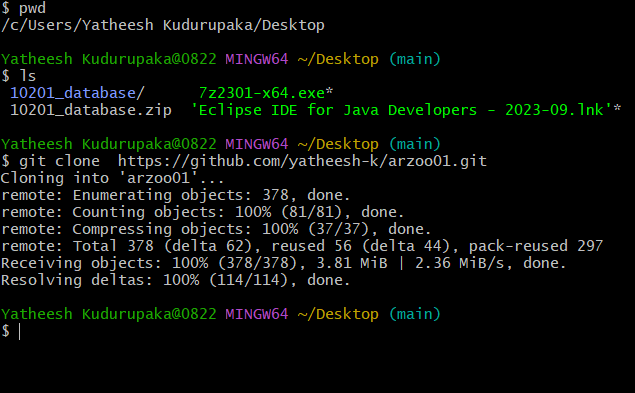 $ pwd
/c/Users/Yatheesh Kudurupaka/Desktop
Yatheesh Kudurupaka@0822 MINGW64 ~/Desktop (main)
$ ls
10201_database/ 7z2301-x64.exe*
10201_database.zip 'Eclipse IDE for Java Developers - 2023-09.lnk'*
Yatheesh Kudurupaka@0822 MINGW64 ~/Desktop (main)
$ git clone  https://github.com/yatheesh-k/arzoo01.git
Cloning into 'arzoo01'...
remote: Enumerating objects: 378, done.
remote: Counting objects: 100% (81/81), done.
remote: Compressing objects: 100% (37/37), done.
remote: Total 378 (delta 62), reused 56 (delta 44), pack-reused 297
Receiving objects: 100% (378/378), 3.81 MiB | 2.36 MiB/s, done.
Resolving deltas: 100% (114/114), done.
Yatheesh Kudurupaka@0822 MINGW64 ~/Desktop (main)
$